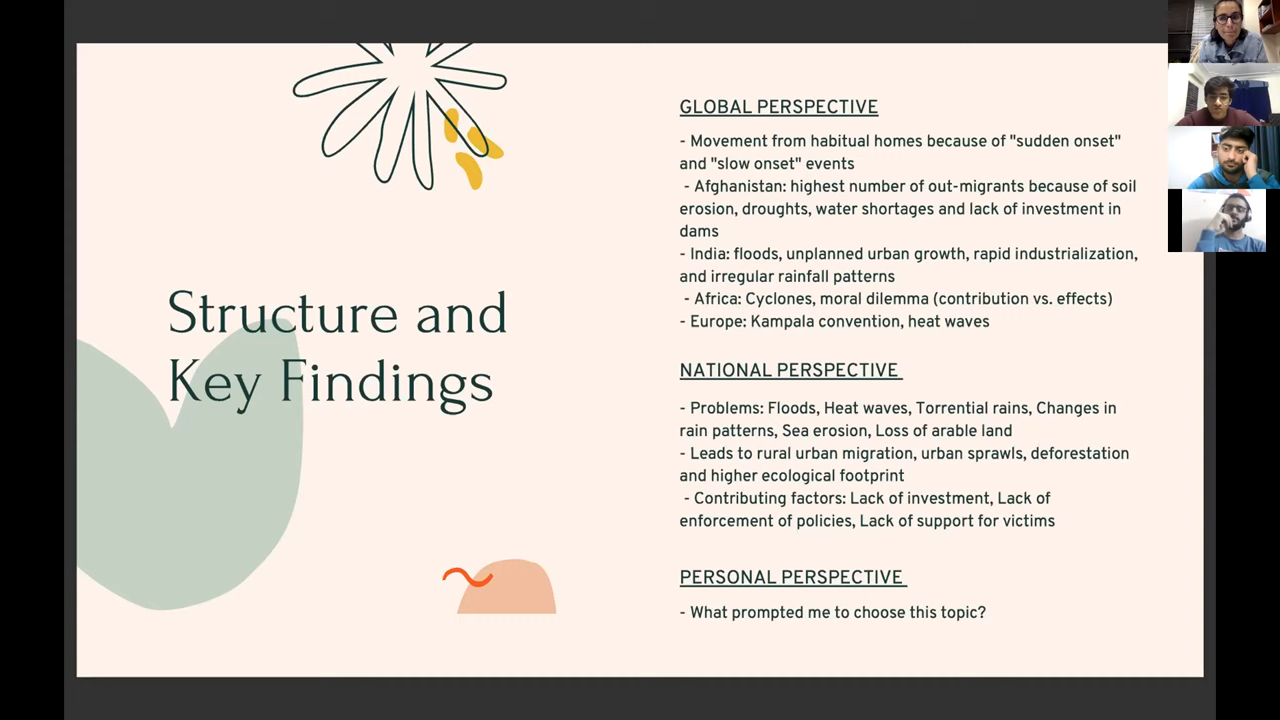 Structure and
Key Findings
GLOBAL PERSPECTIVE
- Movement from habitual homes because of "sudden onset"
and "slow onset" events
- Afghanistan: highest number of out-migrants because of soil
erosion, droughts, water shortages and lack of investment in
dams
- India: floods, unplanned urban growth, rapid industrialization,
and irregular rainfall patterns
- Africa: Cyclones, moral dilemma (contribution vs. effects)
- Europe: Kampala convention, heat waves
NATIONAL PERSPECTIVE
- Problems: Floods, Heat waves, Torrential rains, Changes in
rain patterns, Sea erosion, Loss of arable land
- Leads to rural urban migration, urban sprawls, deforestation
and higher ecological footprint
- Contributing factors: Lack of investment, Lack of
enforcement of policies, Lack of support for victims
PERSONAL PERSPECTIVE
- What prompted me to choose this topic?